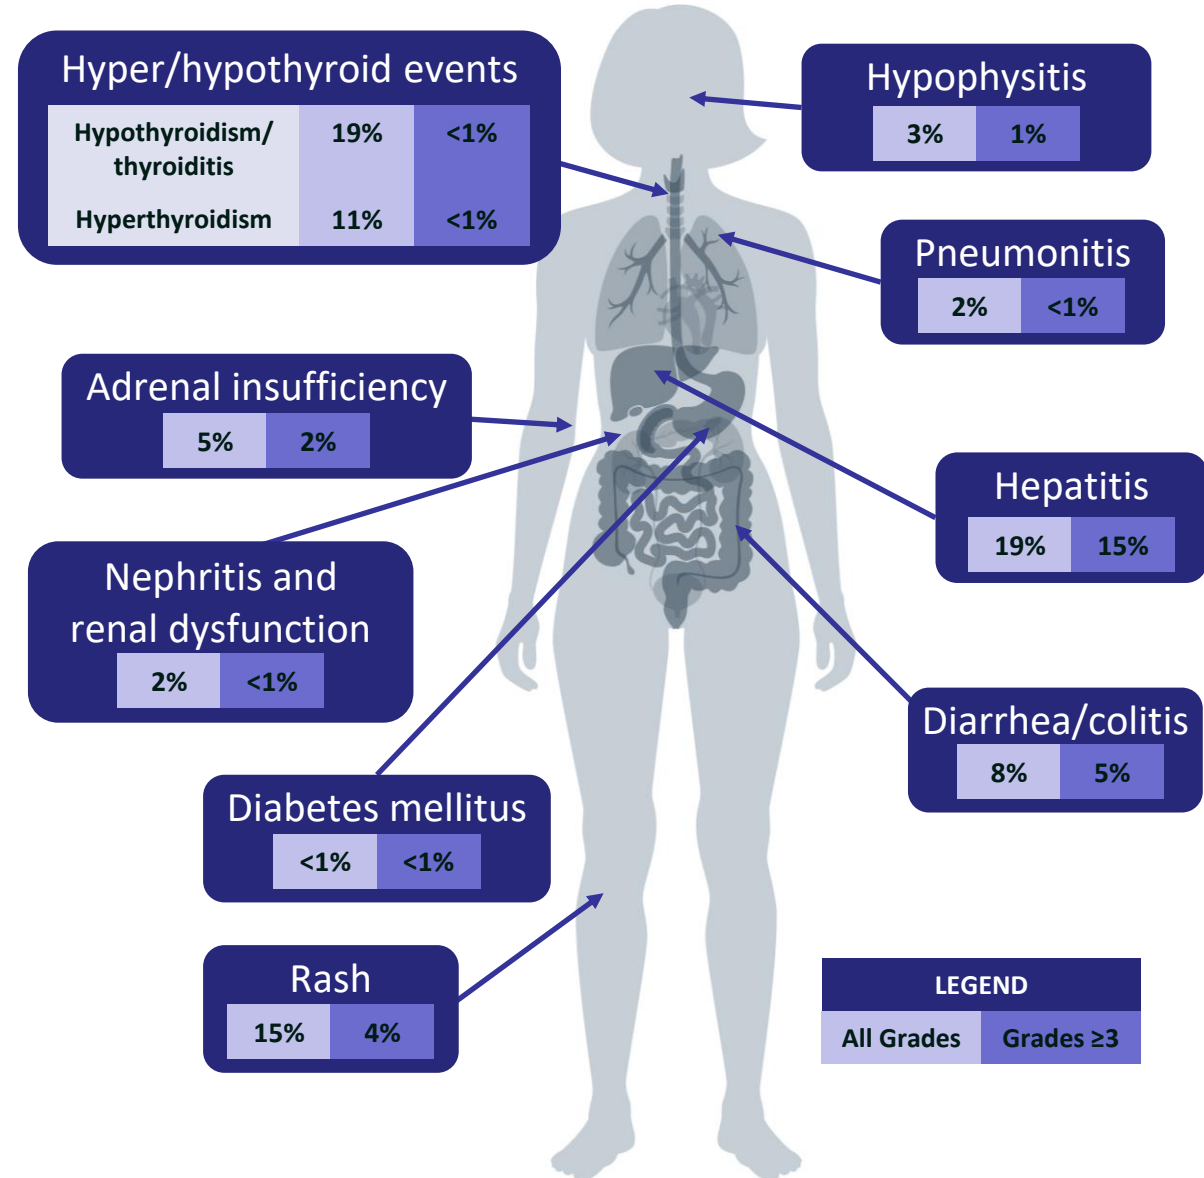 Hyper/hypothyroid events
Hypothyroidism/
thyroiditis
19%
<1%
Hyperthyroidism
11%
<1%
Hypophysitis
3%
1%
Pneumonitis
2%
<1%
Adrenal insufficiency
5%
2%
Hepatitis
19%
15%
Nephritis and
renal dysfunction
2%
<1%
Diarrhea/colitis
8%
5%
Diabetes mellitus
<1%
<1%
Rash
15%
4%
LEGEND
All Grades
Grades ≥3